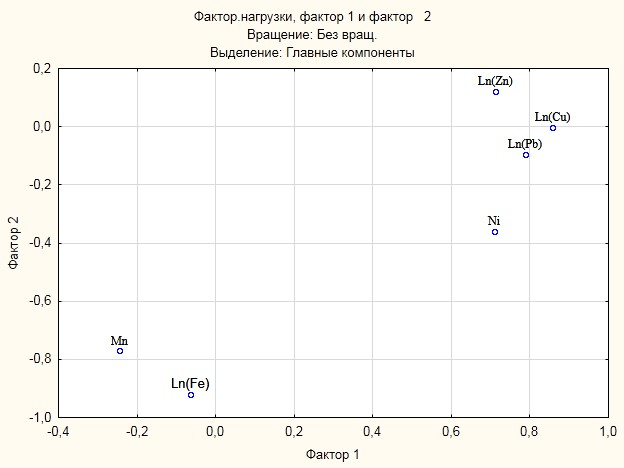 Фактор.нагрузки, фактор 1 и фактор 2
Вращение: Без вращ.
Выделение: Главные компоненты
0,2
0,0
-0,2
-0,4
-0,6
-0,8
-1,0
Фактор 2
Ln(Zn)
Ln(Cu)
Ln(Pb)
Ni
Mn
Ln(Fe)
-0,4 -0,2 0,0 0,2 0,4 0,6 0,8 1,0
Фактор 1